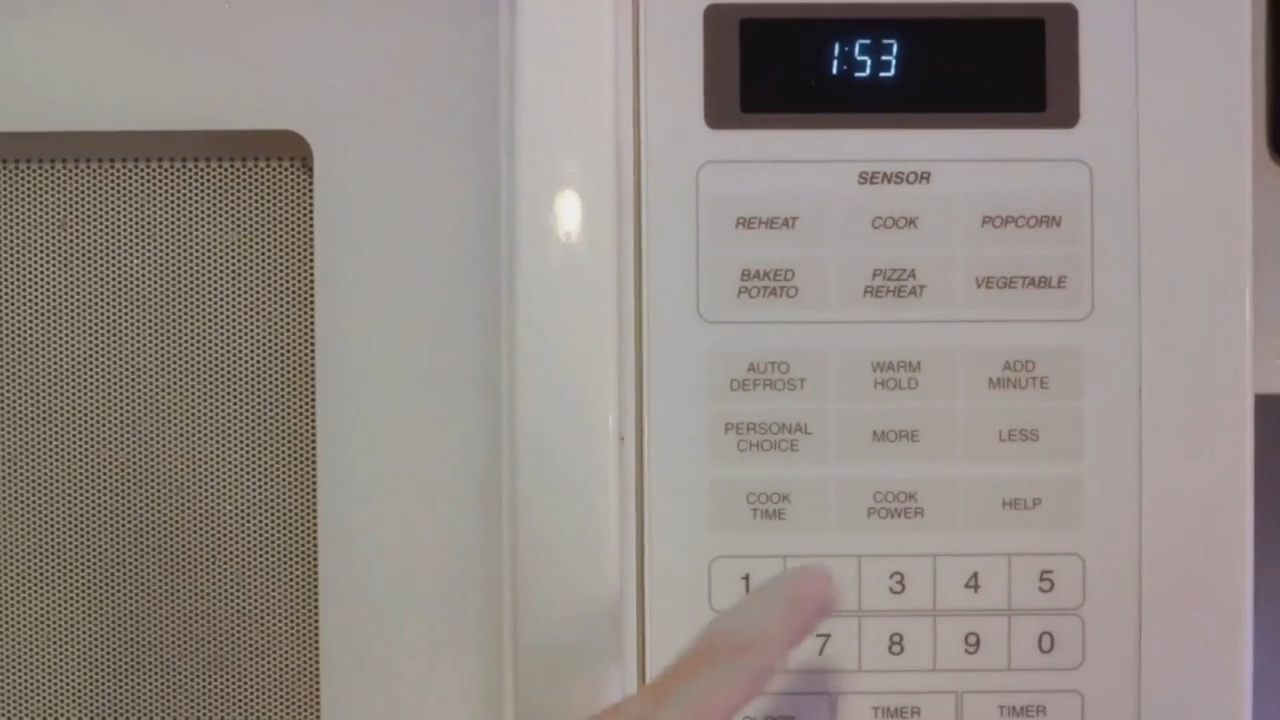 1:53
SENSOR
REHEAT COOK POPCORN
BAKED POTATO PIZZA REHEAT VEGETABLE
AUTO DEFROST WARM HOLD ADD MINUTE
PERSONAL CHOICE MORE LESS
COOK TIME COOK POWER HELP
1 3 4 5
7 8 9 0
TIMER TIMER